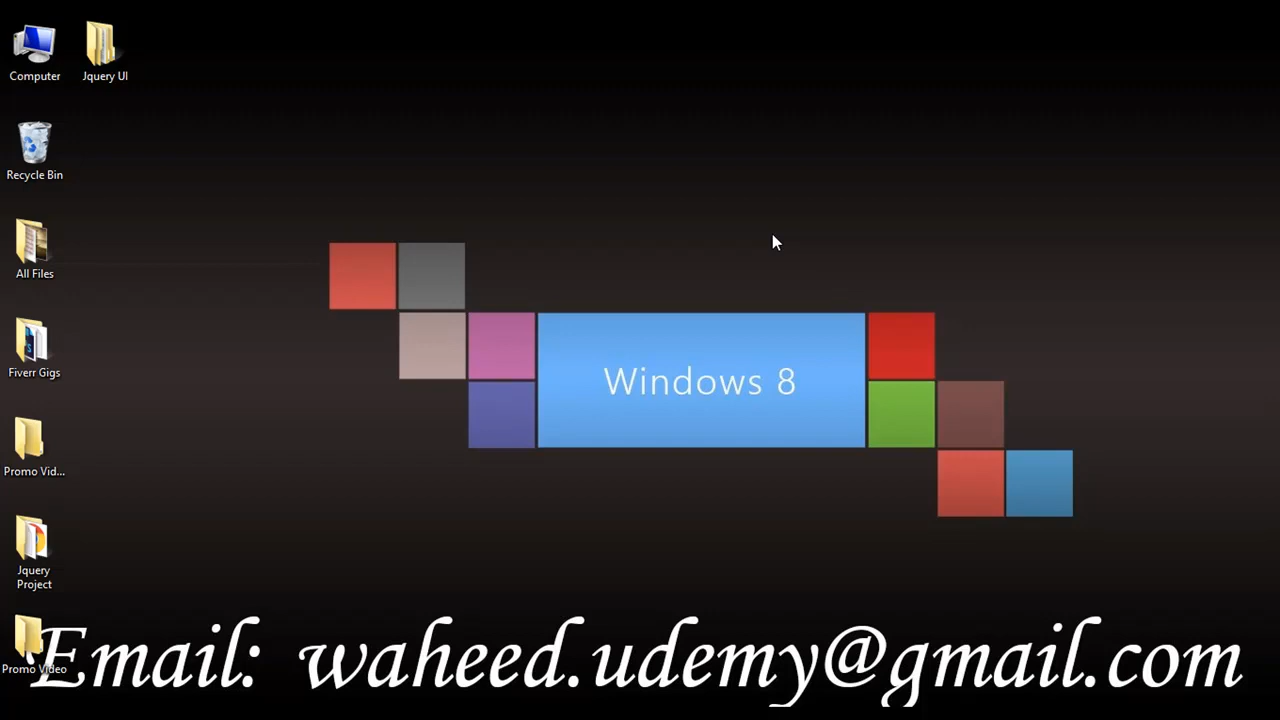 Computer
Jquery UI
Recycle Bin
All Files
Fiverr Gigs
Promo Vid...
Jquery
Project
Promo Video
Windows 8
Email: waheed.udemy@gmail.com